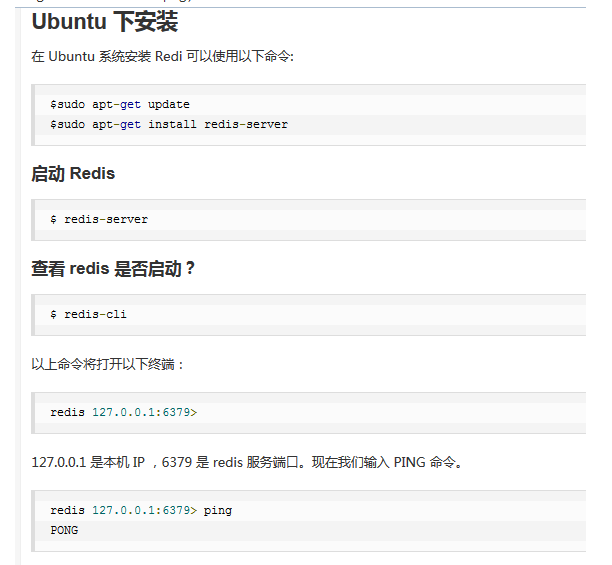 Ubuntu 下安装
在 Ubuntu 系统安装 Redi 可以使用以下命令:
$sudo apt-get update
$sudo apt-get install redis-server
启动 Redis
$ redis-server
查看 redis 是否启动？
$ redis-cli
以上命令将打开以下终端：
redis 127.0.0.1:6379>
127.0.0.1 是本机 IP ，6379 是 redis 服务端口。现在我们输入 PING 命令。
redis 127.0.0.1:6379> ping
PONG